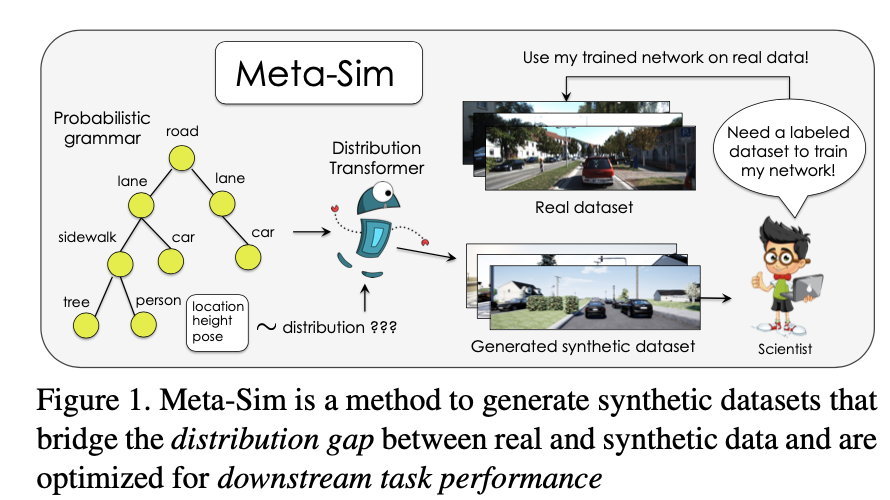 Meta-Sim
Use my trained network on real data!
Probabilistic
grammar
road
lane
lane
sidewalk
car
car
tree
person
location
height
pose
~ distribution ???
Distribution
Transformer
Real dataset
Generated synthetic dataset
Need a labeled
dataset to train
my network!
Scientist
Figure 1. Meta-Sim is a method to generate synthetic datasets that
bridge the distribution gap between real and synthetic data and are
optimized for downstream task performance